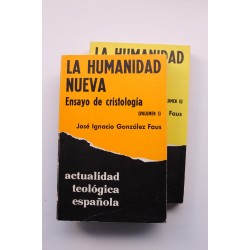 LA HUMANIDAD
NUEVA
Ensayo de cristología
(VOLUMEN I)
José Ignacio González Faus
actualidad
teológica
española
LA HUMANIDAD
Faus